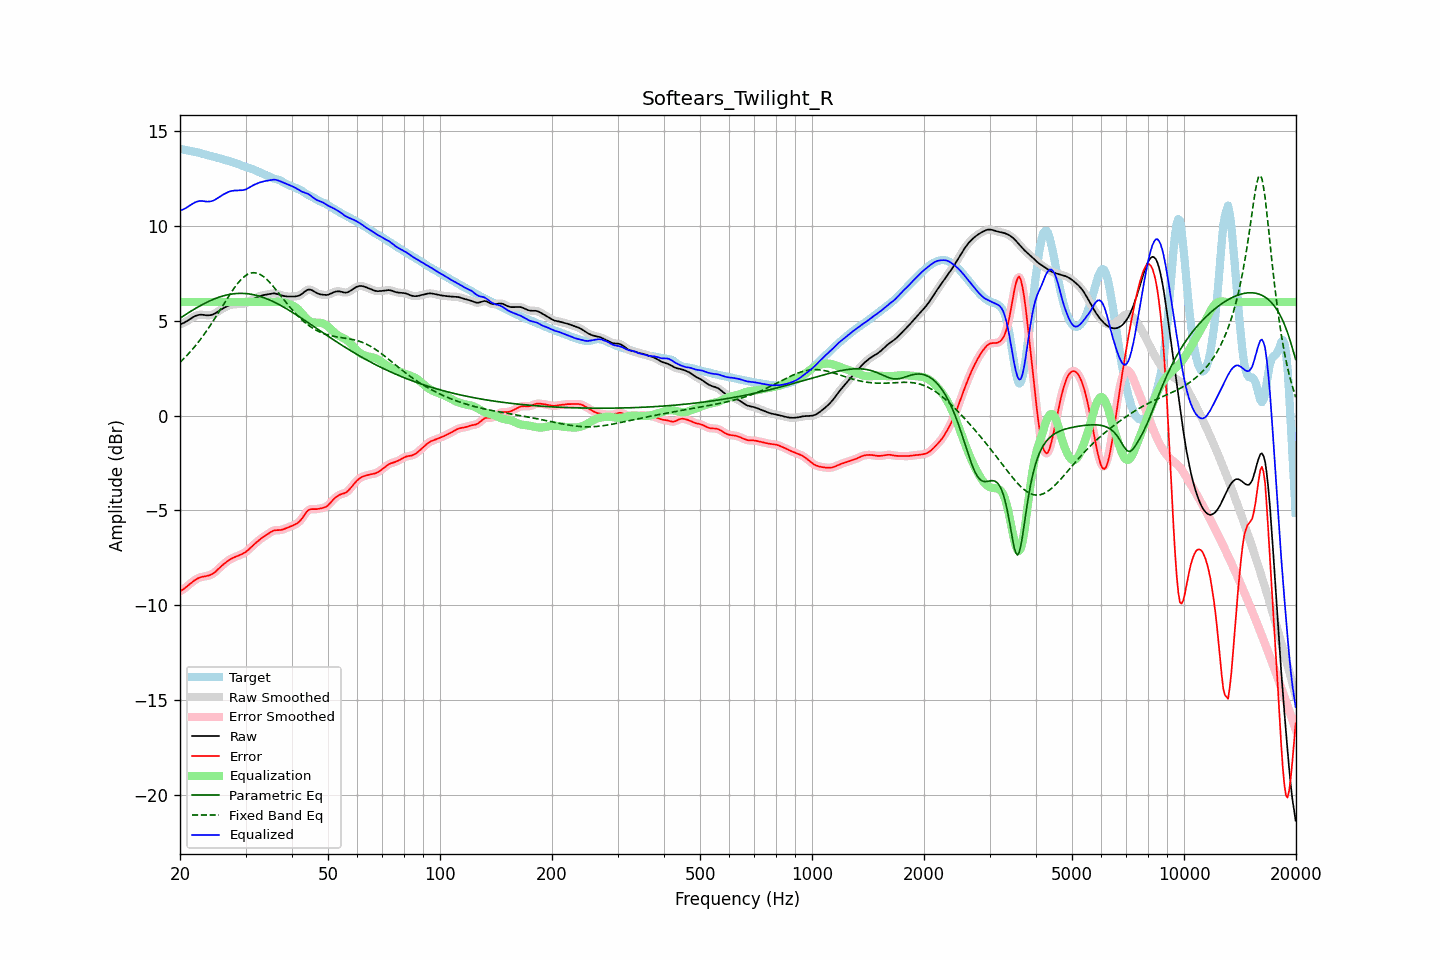 Softears_Twilight_R
Amplitude (dBr)
15
10
5
0
−5
−10
−15
−20
Target
Raw Smoothed
Error Smoothed
Raw
Error
Equalization
Parametric Eq
Fixed Band Eq
Equalized
20 50 100 200 500 1000 2000 5000 10000 20000
Frequency (Hz)